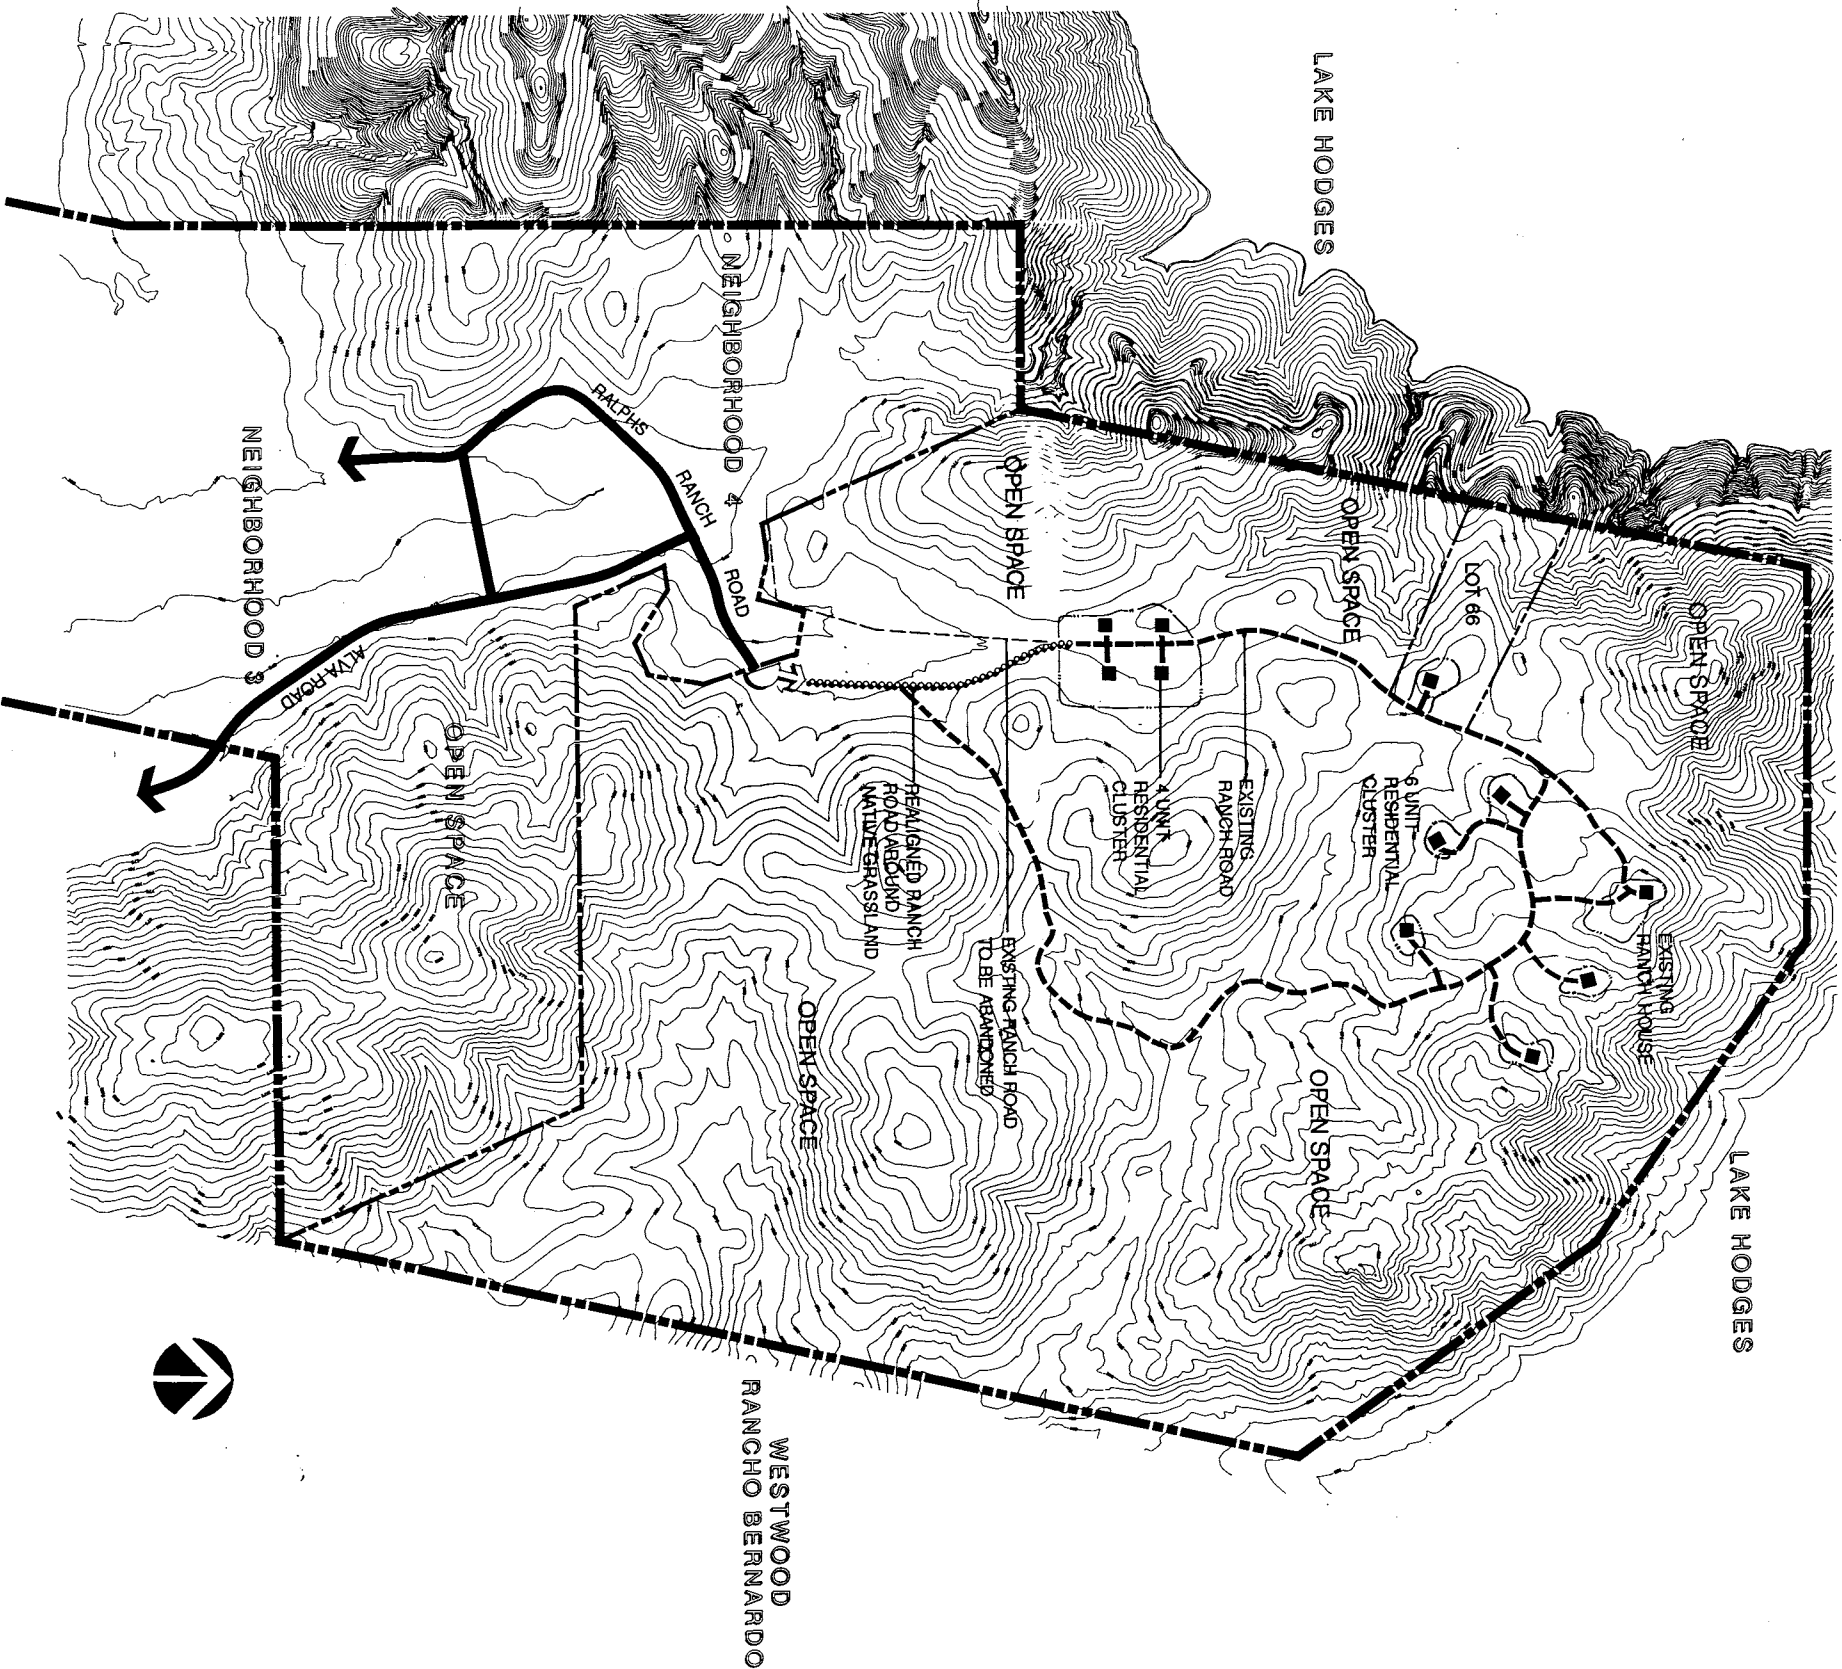 LAKE HODGES
LAKE HODGES
OPEN SPACE
EXISTING
RANCH HOUSE
LOT 66
6 UNIT
RESIDENTIAL
CLUSTER
OPEN SPACE
OPEN SPACE
EXISTING
RANCH ROAD
4 UNIT
RESIDENTIAL
CLUSTER
OPEN SPACE
EXISTING RANCH ROAD
TO BE ABANDONED
REALIGNED RANCH
ROAD AROUND
NATIVE GRASSLAND
OPEN SPACE
NEIGHBORHOOD 4
RALPHS
RANCH
ROAD
WESTWOOD
RANCHO BERNARDO
OPEN SPACE
ALVA ROAD
NEIGHBORHOOD 3